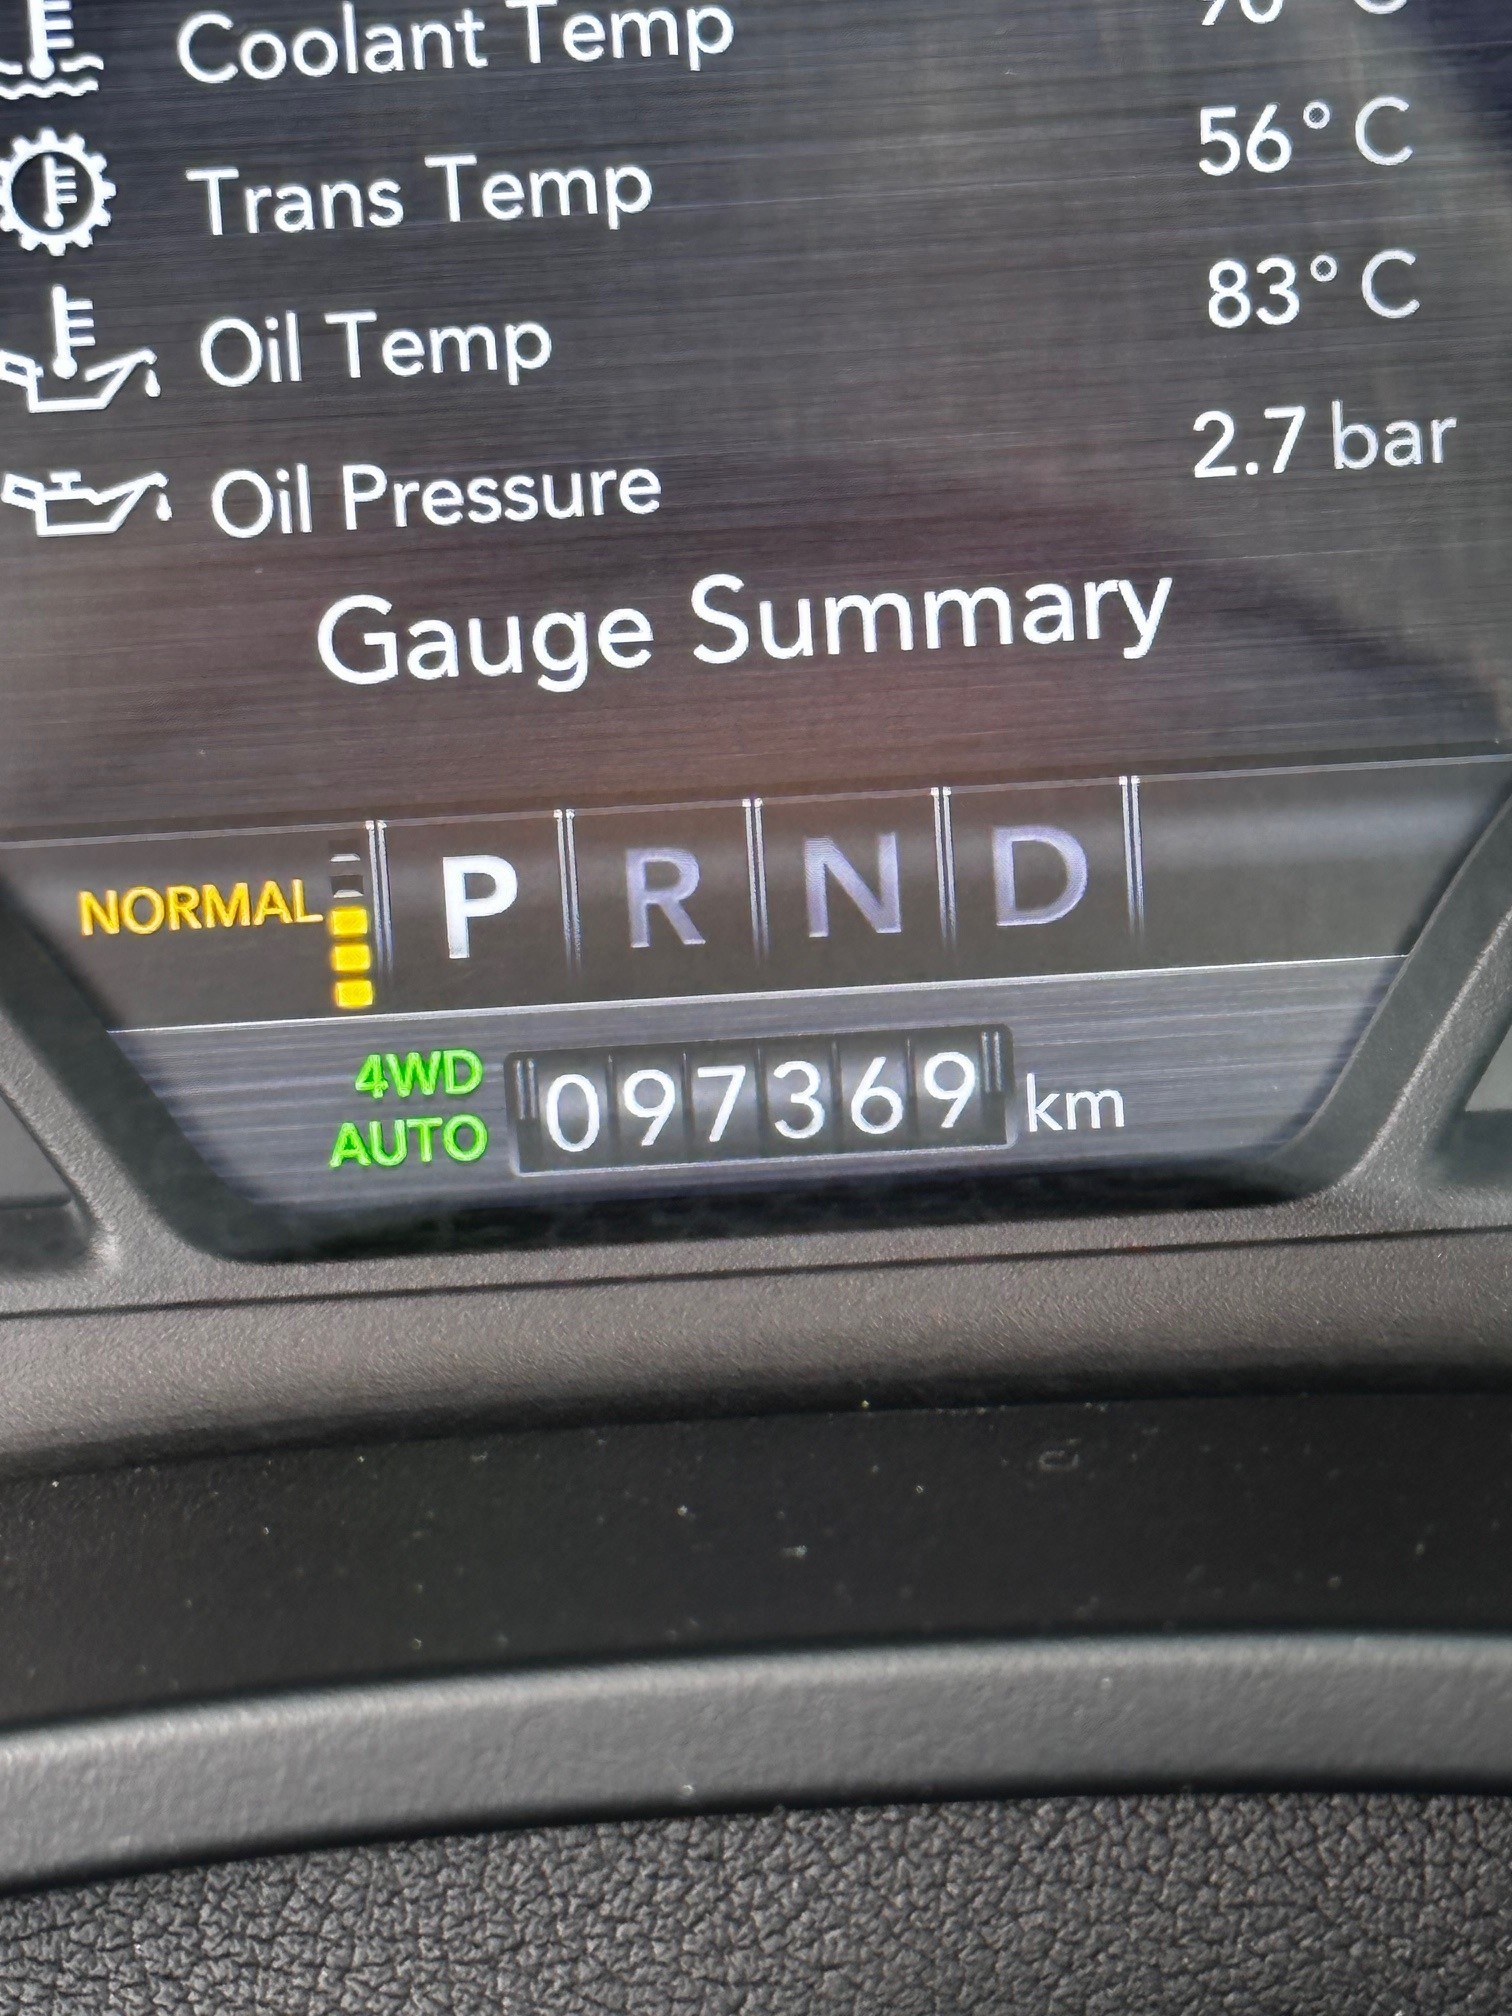 Coolant Temp
Trans Temp 56° C
Oil Temp 83° C
Oil Pressure 2.7 bar
Gauge Summary
NORMAL P R N D
4WD
AUTO 097369 km